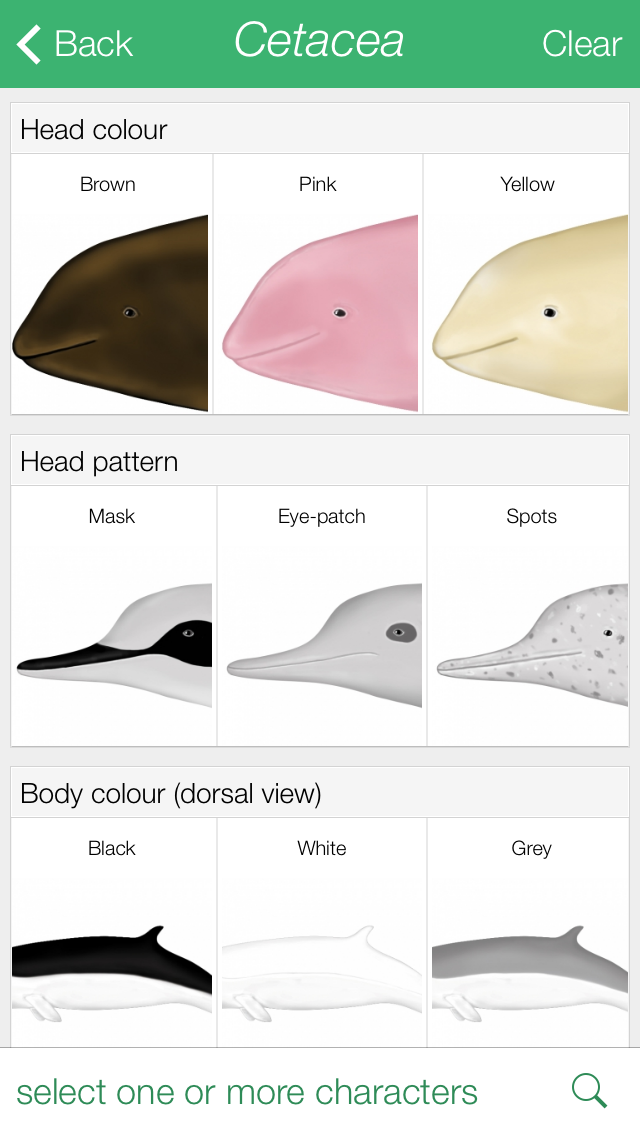 Back
Cetacea
Clear
Head colour
Brown
Pink
Yellow
Head pattern
Mask
Eye-patch
Spots
Body colour (dorsal view)
Black
White
Grey
select one or more characters